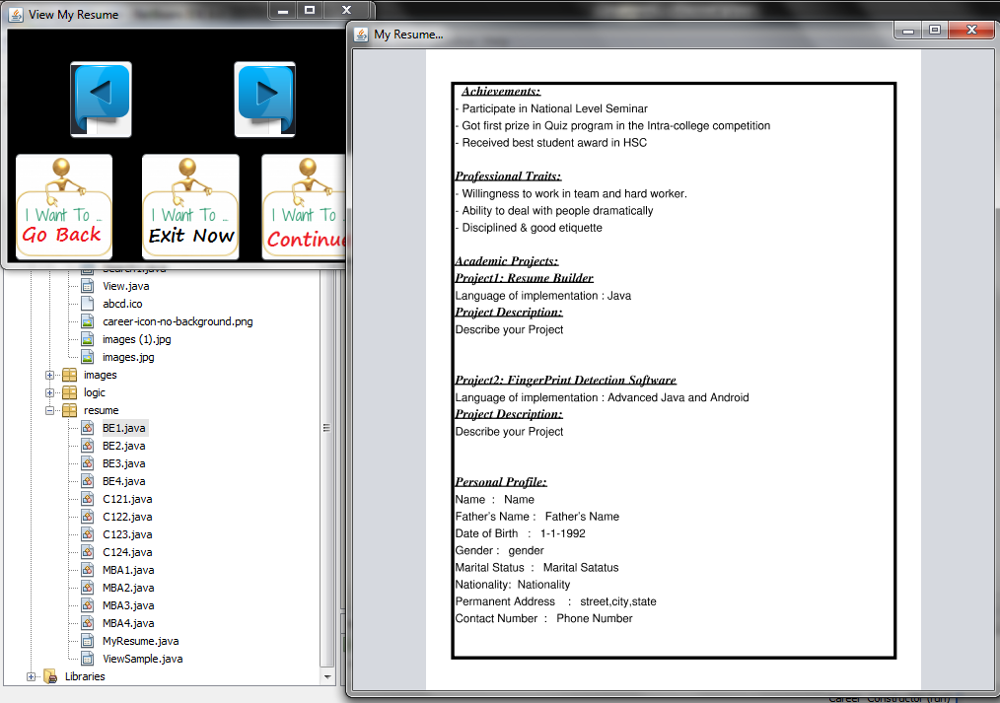 View My Resume
I Want To ...
Go Back
I Want To ...
Exit Now
I Want To
Continue
Search1.java
View.java
abcd.ico
career-icon-no-background.png
images (1).jpg
images.jpg
images
logic
resume
BE1.java
BE2.java
BE3.java
BE4.java
C121.java
C122.java
C123.java
C124.java
MBA1.java
MBA2.java
MBA3.java
MBA4.java
MyResume.java
ViewSample.java
Libraries
My Resume...
Achievements:
- Participate in National Level Seminar
- Got first prize in Quiz program in the Intra-college competition
- Received best student award in HSC
Professional Traits:
- Willingness to work in team and hard worker.
- Ability to deal with people dramatically
- Disciplined & good etiquette
Academic Projects:
Project1: Resume Builder
Language of implementation : Java
Project Description:
Describe your Project
Project2: FingerPrint Detection Software
Language of implementation : Advanced Java and Android
Project Description:
Describe your Project
Personal Profile:
Name : Name
Father's Name : Father's Name
Date of Birth : 1-1-1992
Gender : gender
Marital Status : Marital Satatus
Nationality: Nationality
Permanent Address : street,city,state
Contact Number : Phone Number
Career_Constructor (run)